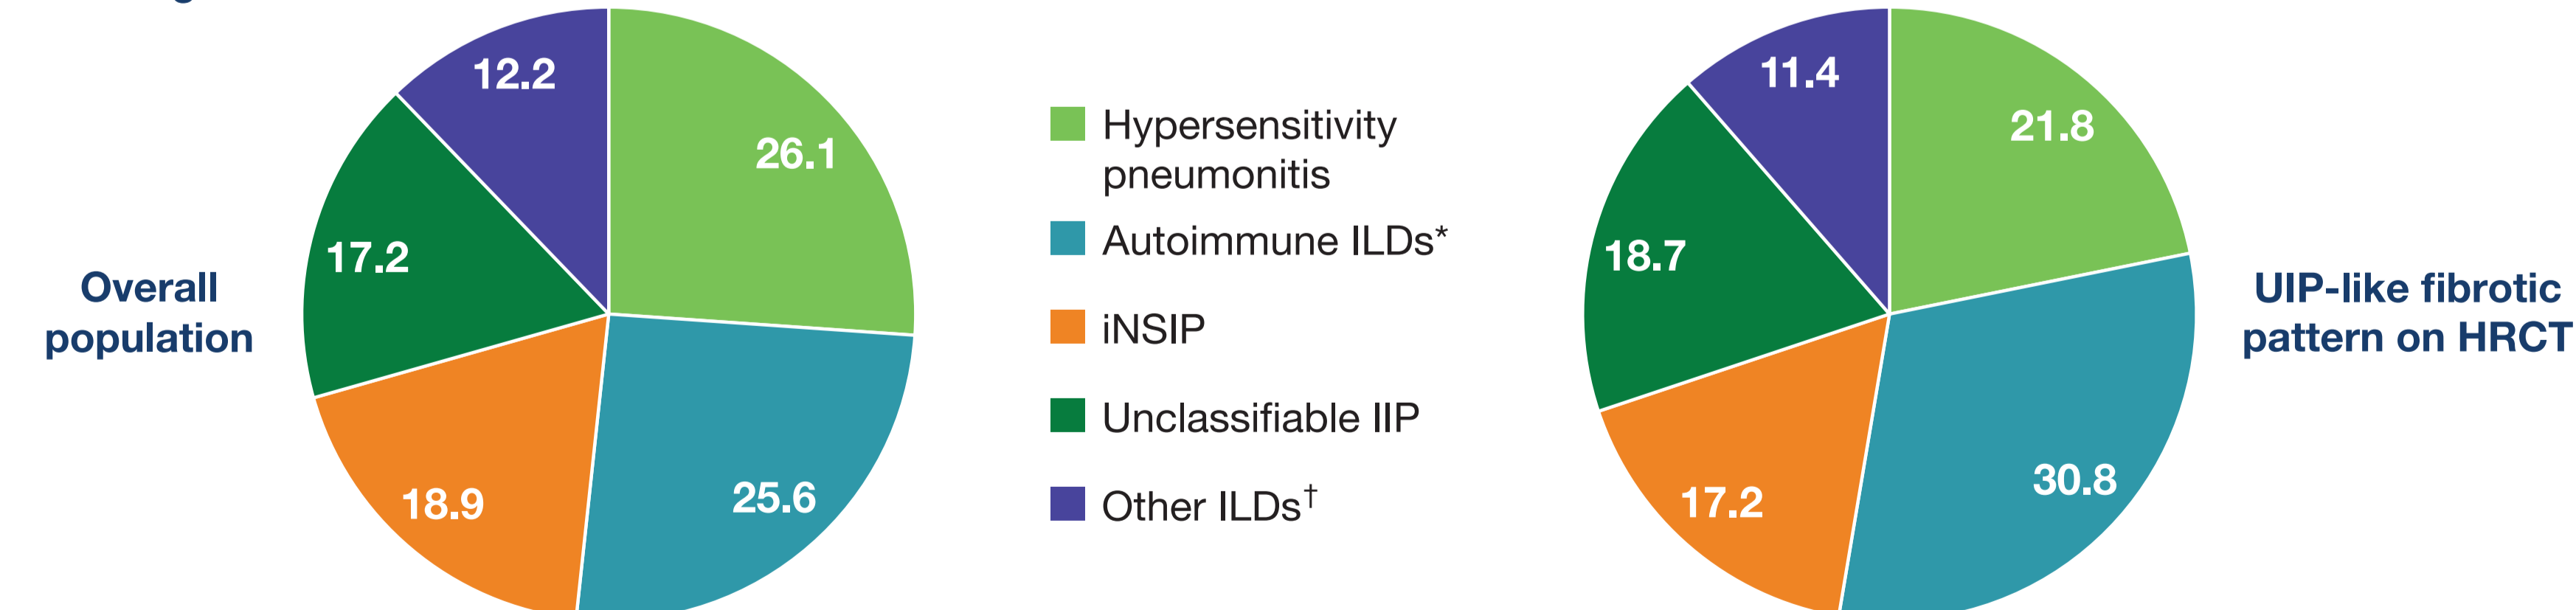 Overall
population
12.2
26.1
17.2
18.9
25.6
Hypersensitivity
pneumonitis
Autoimmune ILDs*
iNSIP
Unclassifiable IIP
Other ILDs†
11.4
21.8
18.7
17.2
30.8
UIP-like fibrotic
pattern on HRCT